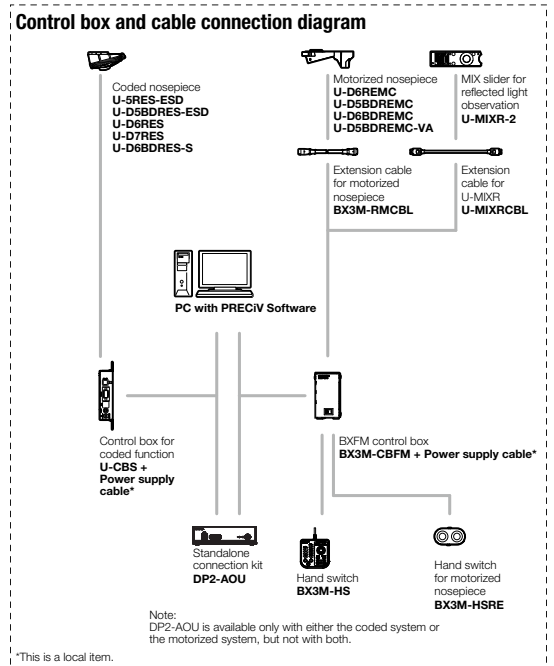 Control box and cable connection diagram
Coded nosepiece
U-5RES-ESD
U-D5BDRES-ESD
U-D6RES
U-D7RES
U-D6BDRES-S
Motorized nosepiece
U-D6REMC
U-D5BDREMC
U-D6BDREMC
U-D5BDREMC-VA
MIX slider for
reflected light
observation
U-MIXR-2
Extension cable
for motorized
nosepiece
BX3M-RMCBL
Extension
cable for
U-MIXR
U-MIXRCBL
PC with PRECiV Software
Control box for
coded function
U-CBS +
Power supply
cable*
BXFM control box
BX3M-CBFM + Power supply cable*
Standalone
connection kit
DP2-AOU
Hand switch
BX3M-HS
Hand switch
for motorized
nosepiece
BX3M-HSRE
Note:
DP2-AOU is available only with either the coded system or
the motorized system, but not with both.
*This is a local item.